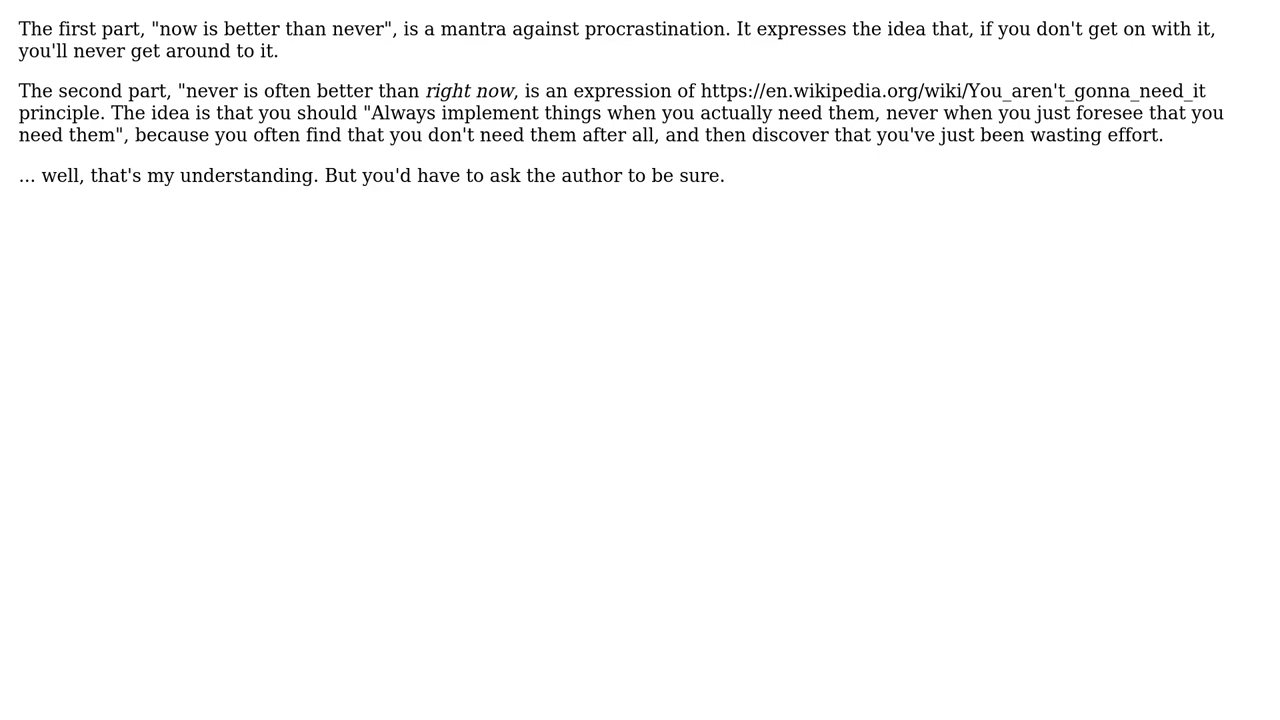 The first part, "now is better than never", is a mantra against procrastination. It expresses the idea that, if you don't get on with it,
you'll never get around to it.
The second part, "never is often better than right now, is an expression of https://en.wikipedia.org/wiki/You_aren't_gonna_need_it
principle. The idea is that you should "Always implement things when you actually need them, never when you just foresee that you
need them", because you often find that you don't need them after all, and then discover that you've just been wasting effort.
... well, that's my understanding. But you'd have to ask the author to be sure.